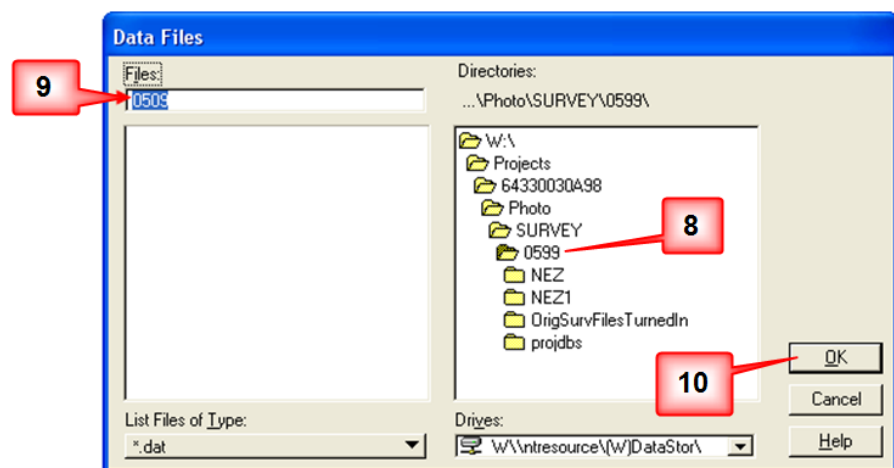 Data Files
Files:
9
0509
Directories:
...\Photo\SURVEY\0599\
W:\
Projects
64330030A98
Photo
SURVEY
8
0599
NEZ
NEZ1
OrigSurvFilesTurnedIn
projdbs
10
OK
Cancel
Help
List Files of Type:
*.dat
Drives:
W\\ntresource\(W)DataStor\